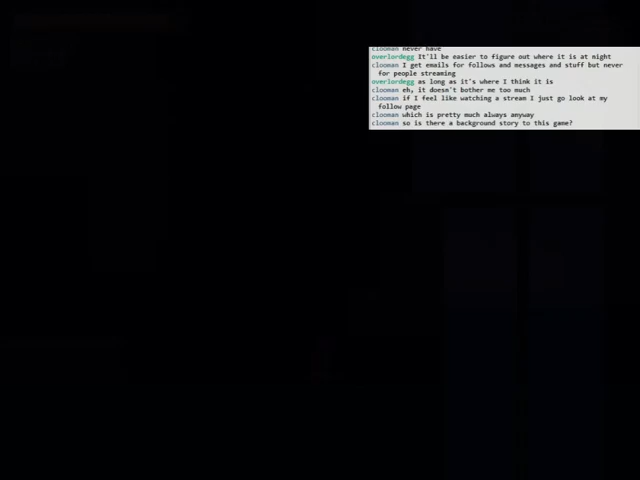 clooman never have
overlordegg It'll be easier to figure out where it is at night
clooman I get emails for follows and messages and stuff but never
for people streaming
overlordegg as long as it's where I think it is
clooman eh, it doesn't bother me too much
clooman if I feel like watching a stream I just go look at my
follow page
clooman which is pretty much always anyway
clooman so is there a background story to this game?